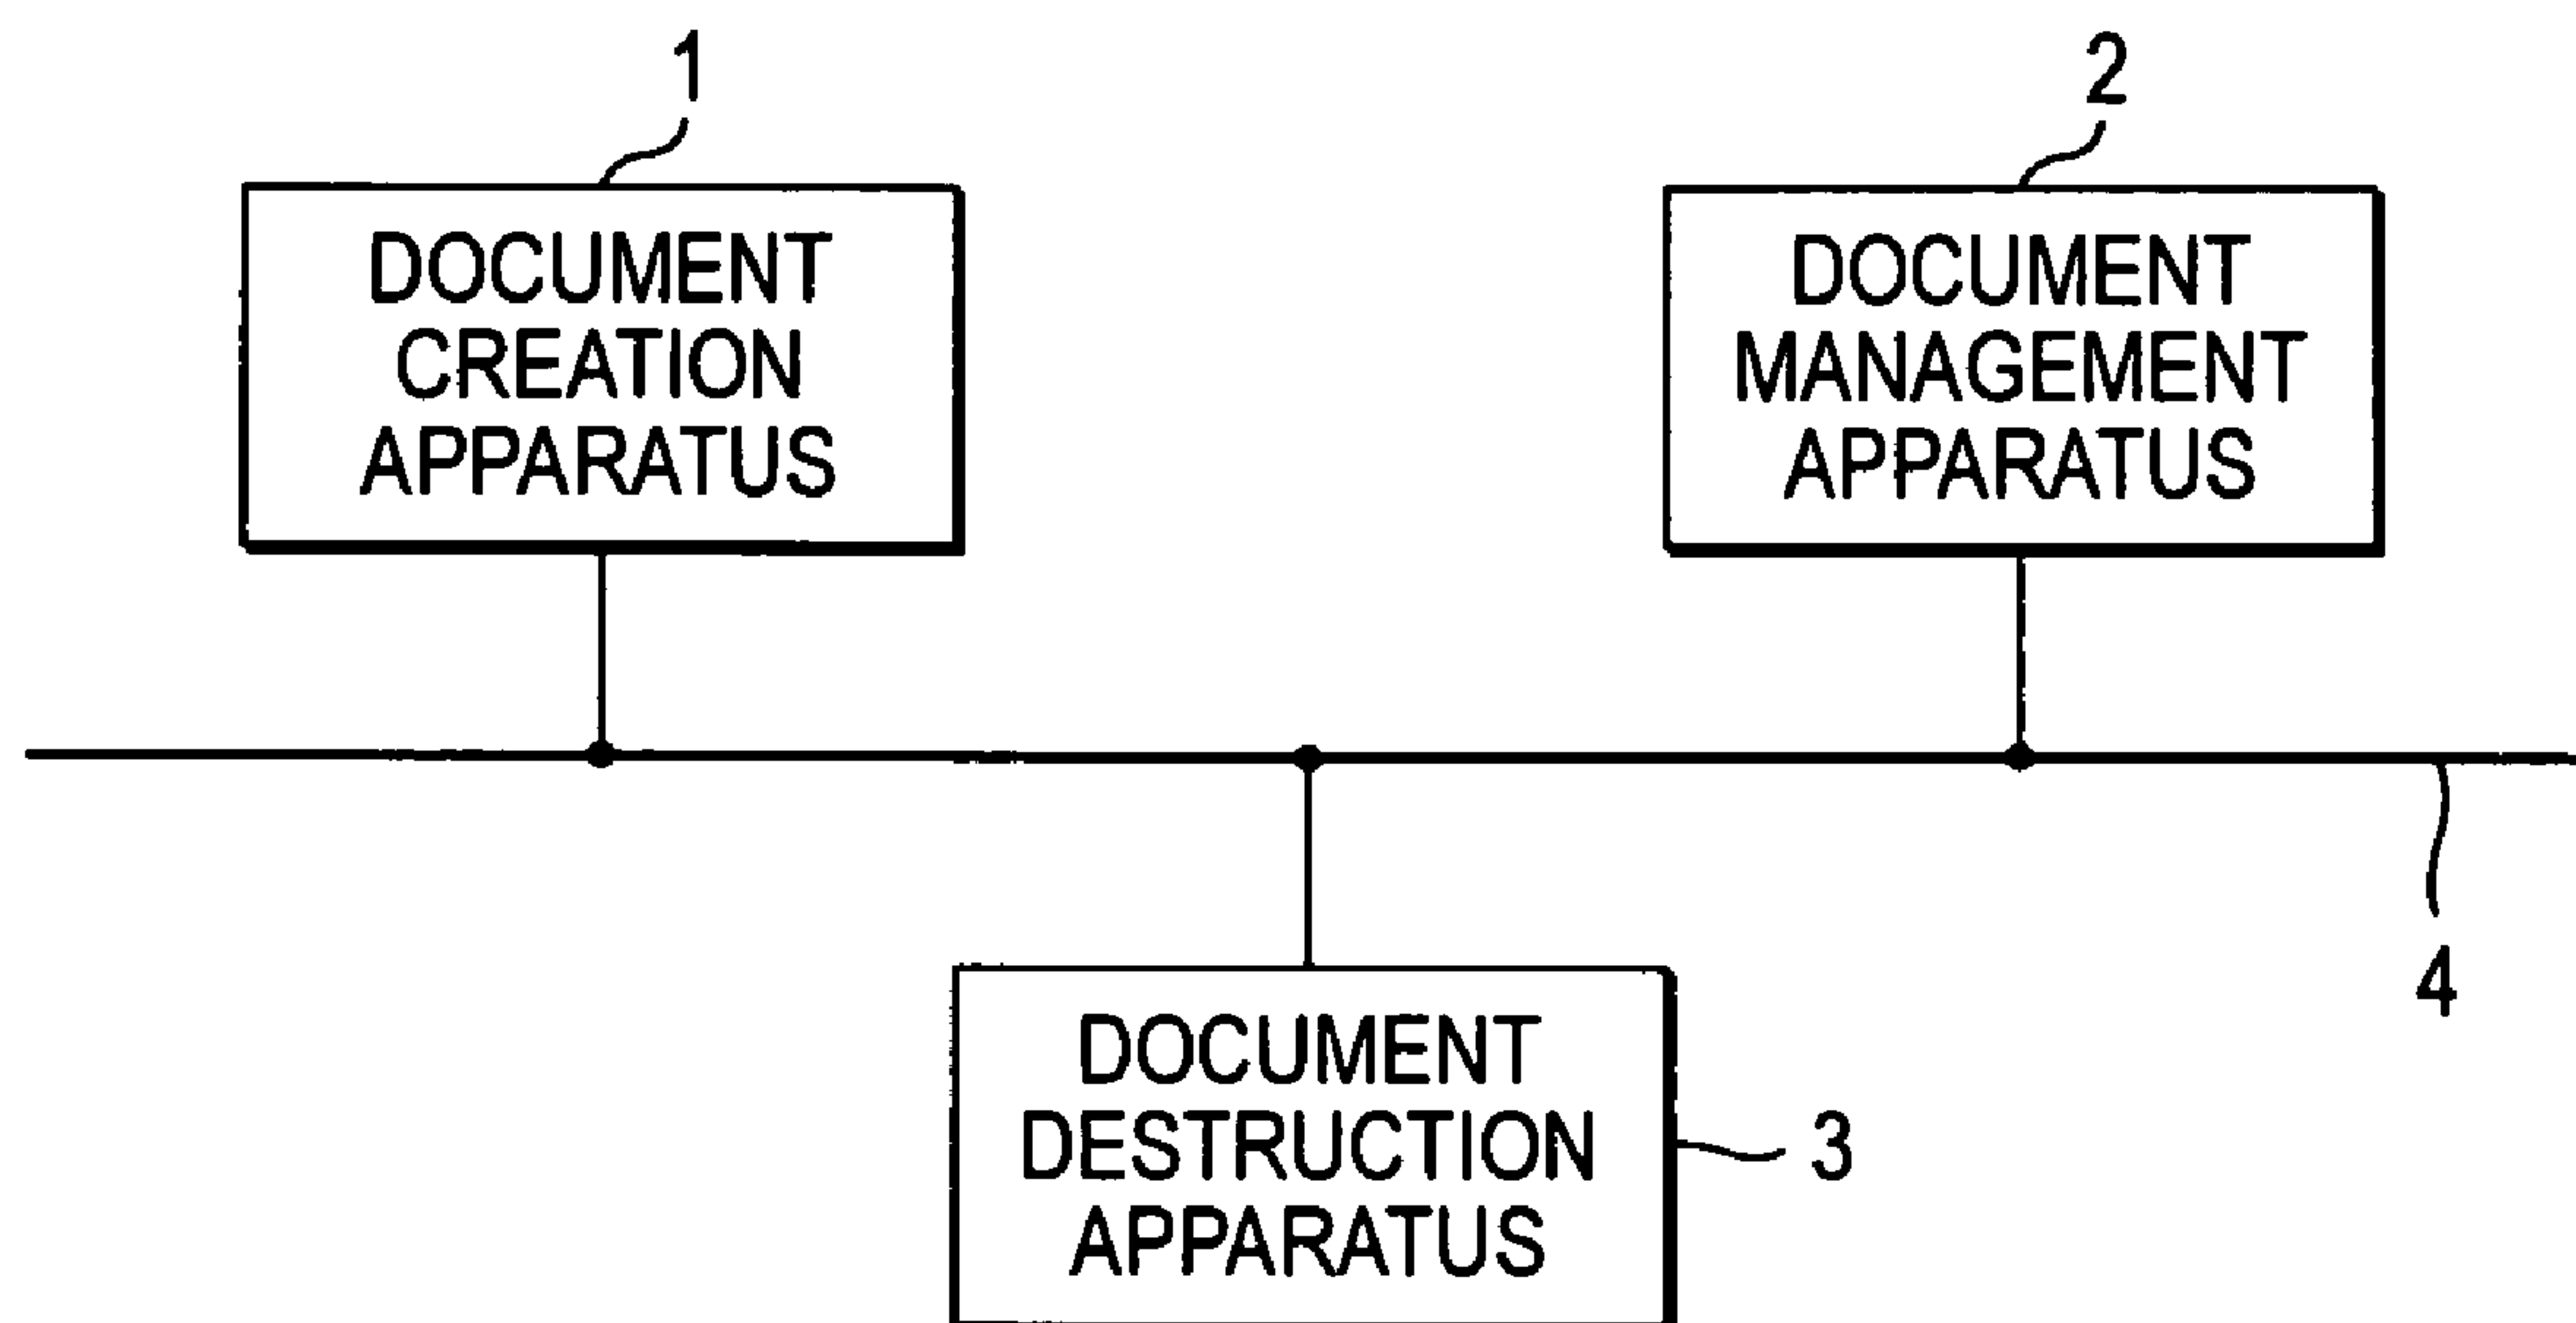 1
2
DOCUMENT
CREATION
APPARATUS
DOCUMENT
MANAGEMENT
APPARATUS
4
DOCUMENT
DESTRUCTION
APPARATUS
3